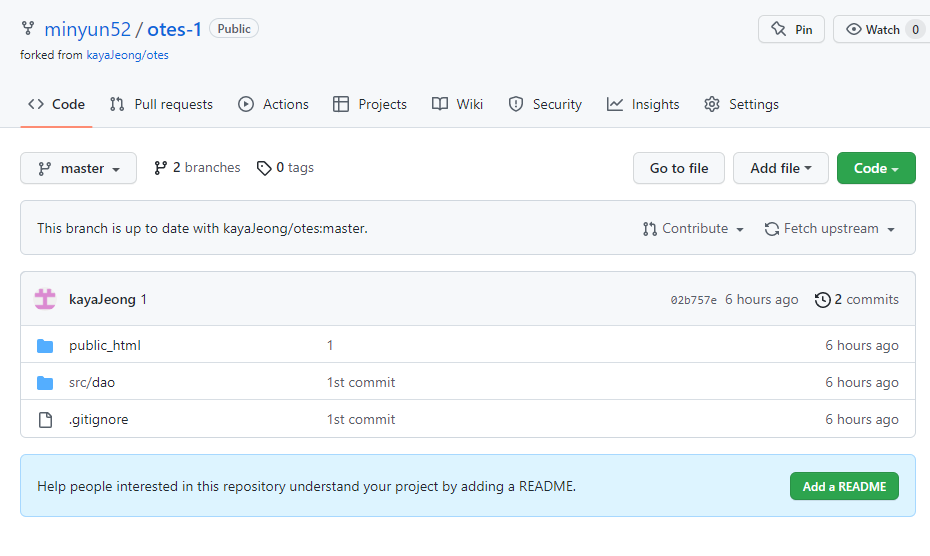 minyun52 / otes-1 Public Pin Watch 0
forked from kayaJeong/otes
Code Pull requests Actions Projects Wiki Security Insights Settings
master 2 branches 0 tags Go to file Add file Code
This branch is up to date with kayaJeong/otes:master. Contribute Fetch upstream
kayaJeong 1 02b757e 6 hours ago 2 commits
public_html 1 6 hours ago
src/dao 1st commit 6 hours ago
.gitignore 1st commit 6 hours ago
Help people interested in this repository understand your project by adding a README. Add a README